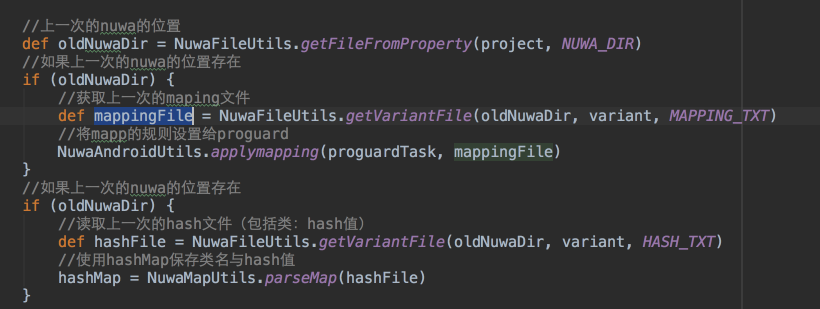 //上一次的nuwa的位置
def oldNuwaDir = NuwaFileUtils.getFileFromProperty(project, NUWA_DIR)
//如果上一次的nuwa的位置存在
if (oldNuwaDir) {
//获取上一次的maping文件
def mappingFile = NuwaFileUtils.getVariantFile(oldNuwaDir, variant, MAPPING_TXT)
//将mapp的规则设置给proguard
NuwaAndroidUtils.applymapping(proguardTask, mappingFile)
}
//如果上一次的nuwa的位置存在
if (oldNuwaDir) {
//读取上一次的hash文件（包括类：hash值）
def hashFile = NuwaFileUtils.getVariantFile(oldNuwaDir, variant, HASH_TXT)
//使用hashMap保存类名与hash值
hashMap = NuwaMapUtils.parseMap(hashFile)
}